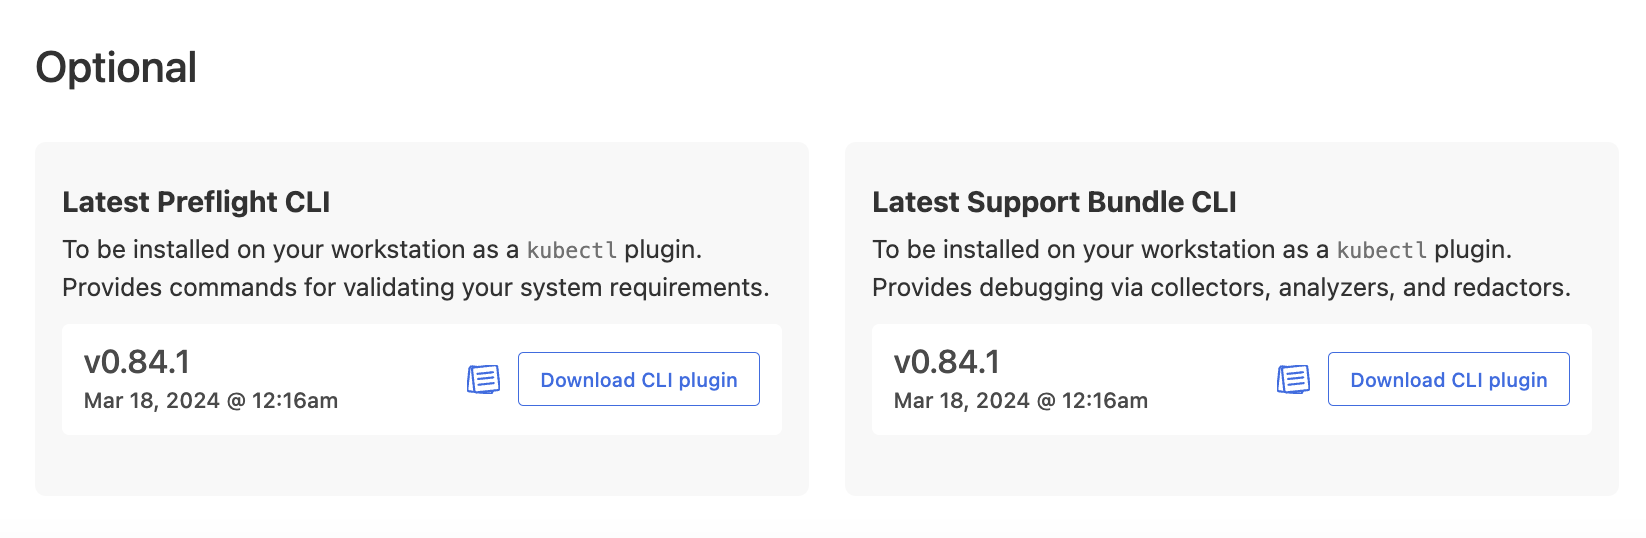 Optional
Latest Preflight CLI
To be installed on your workstation as a kubectl plugin.
Provides commands for validating your system requirements.
v0.84.1
Mar 18, 2024 @ 12:16am
Download CLI plugin
Latest Support Bundle CLI
To be installed on your workstation as a kubectl plugin.
Provides debugging via collectors, analyzers, and redactors.
v0.84.1
Mar 18, 2024 @ 12:16am
Download CLI plugin